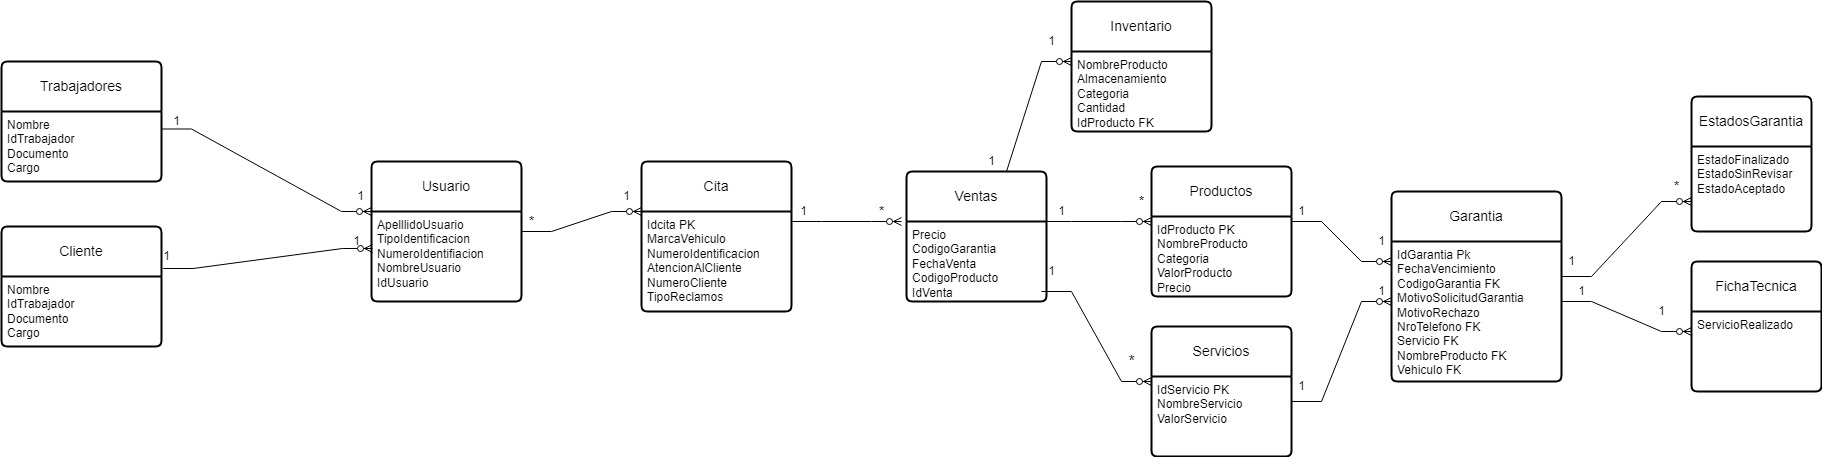 Trabajadores
Nombre
IdTrabajador
Documento
Cargo
1
1
Cliente
Nombre
IdTrabajador
Documento
Cargo
1
1
Usuario
ApelllidoUsuario
TipoIdentificacion
NumeroIdentifiacion
NombreUsuario
IdUsuario
*
1
Cita
Idcita PK
MarcaVehiculo
NumeroIdentificacion
AtencionAlCliente
NumeroCliente
TipoReclamos
1
*
Ventas
Precio
CodigoGarantia
FechaVenta
CodigoProducto
IdVenta
1
1
Inventario
NombreProducto
Almacenamiento
Categoria
Cantidad
IdProducto FK
1
*
Productos
IdProducto PK
NombreProducto
Categoria
ValorProducto
Precio
1
*
Servicios
IdServicio PK
NombreServicio
ValorServicio
1
1
1
1
Garantia
IdGarantia Pk
FechaVencimiento
CodigoGarantia FK
MotivoSolicitudGarantia
MotivoRechazo
NroTelefono FK
Servicio FK
NombreProducto FK
Vehiculo FK
1
*
EstadosGarantia
EstadoFinalizado
EstadoSinRevisar
EstadoAceptado
1
1
FichaTecnica
ServicioRealizado